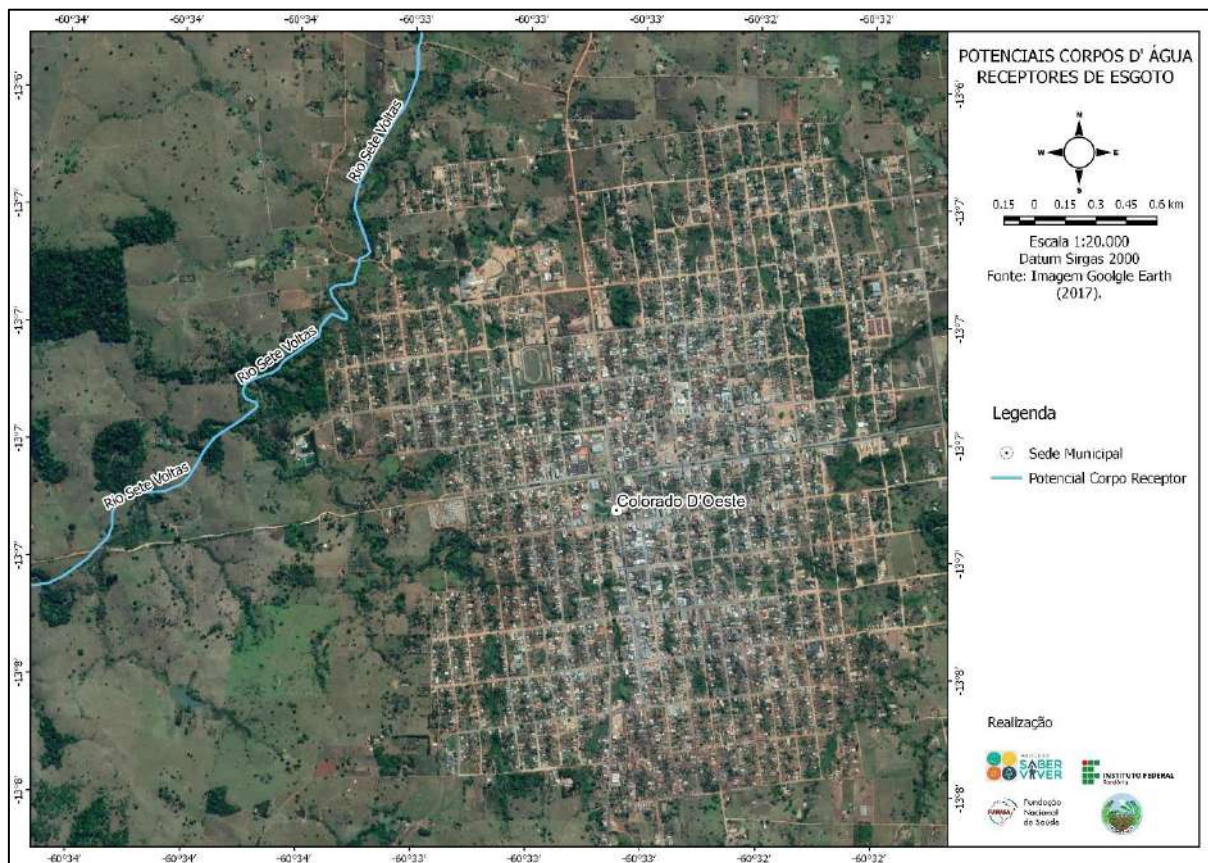 -60°34' -60°34' -60°34' -60°33' -60°33' -60°33' -60°32' -60°32'
POTENCIAIS CORPOS D' ÁGUA
RECEPTORES DE ESGOTO
N
W E
S
0.15 0 0.15 0.3 0.45 0.6 km
Escala 1:20.000
Datum Sirgas 2000
Fonte: Imagem Goolgle Earth
(2017).
Legenda
Sede Municipal
Potencial Corpo Receptor
Realização
SABER
VIVER
INSTITUTO FEDERAL
Rondônia
Fundação
Nacional
de Saúde
Rio Sete Voltas
Rio Sete Voltas
Rio Sete Voltas
Colorado D'Oeste
-13°6'
-13°7'
-13°7'
-13°7'
-13°7'
-13°8'
-13°8'
-13°6'
-13°7'
-13°7'
-13°7'
-13°7'
-13°8'
-13°8'
-60°34' -60°34' -60°34' -60°33' -60°33' -60°33' -60°32' -60°32'